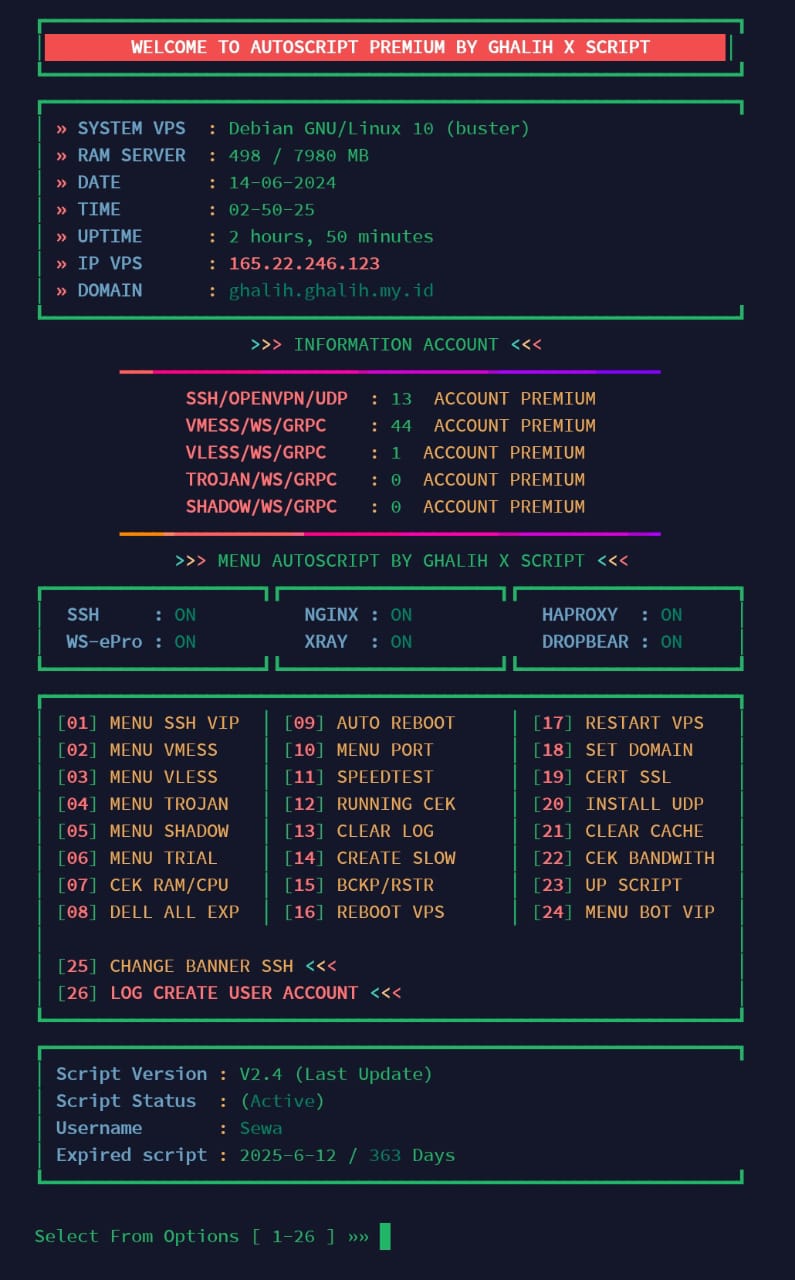 WELCOME TO AUTOSCRIPT PREMIUM BY GHALIH X SCRIPT
» SYSTEM VPS : Debian GNU/Linux 10 (buster)
» RAM SERVER : 498 / 7980 MB
» DATE : 14-06-2024
» TIME : 02-50-25
» UPTIME : 2 hours, 50 minutes
» IP VPS : 165.22.246.123
» DOMAIN : ghalih.ghalih.my.id
>>> INFORMATION ACCOUNT <<<
SSH/OPENVPN/UDP : 13 ACCOUNT PREMIUM
VMESS/WS/GRPC : 44 ACCOUNT PREMIUM
VLESS/WS/GRPC : 1 ACCOUNT PREMIUM
TROJAN/WS/GRPC : 0 ACCOUNT PREMIUM
SHADOW/WS/GRPC : 0 ACCOUNT PREMIUM
>>> MENU AUTOSCRIPT BY GHALIH X SCRIPT <<<
SSH : ON NGINX : ON HAPROXY : ON
WS-ePro : ON XRAY : ON DROPBEAR : ON
[01] MENU SSH VIP [09] AUTO REBOOT [17] RESTART VPS
[02] MENU VMESS [10] MENU PORT [18] SET DOMAIN
[03] MENU VLESS [11] SPEEDTEST [19] CERT SSL
[04] MENU TROJAN [12] RUNNING CEK [20] INSTALL UDP
[05] MENU SHADOW [13] CLEAR LOG [21] CLEAR CACHE
[06] MENU TRIAL [14] CREATE SLOW [22] CEK BANDWITH
[07] CEK RAM/CPU [15] BCKP/RSTR [23] UP SCRIPT
[08] DELL ALL EXP [16] REBOOT VPS [24] MENU BOT VIP
[25] CHANGE BANNER SSH <<<
[26] LOG CREATE USER ACCOUNT <<<
Script Version : V2.4 (Last Update)
Script Status : (Active)
Username : Sewa
Expired script : 2025-6-12 / 363 Days
Select From Options [ 1-26 ] »»